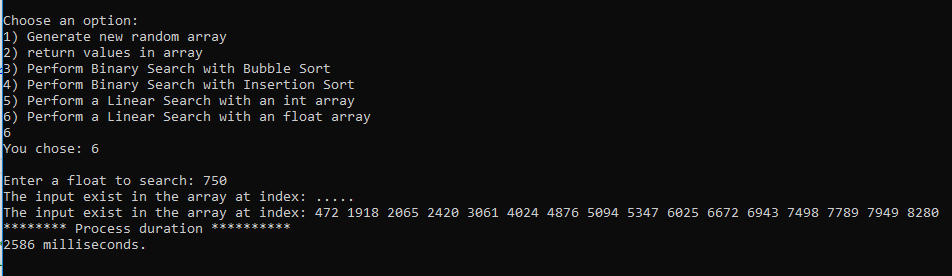 Choose an option:
1) Generate new random array
2) return values in array
3) Perform Binary Search with Bubble Sort
4) Perform Binary Search with Insertion Sort
5) Perform a Linear Search with an int array
6) Perform a Linear Search with an float array
6
You chose: 6
Enter a float to search: 750
The input exist in the array at index: .....
The input exist in the array at index: 472 1918 2065 2420 3061 4024 4876 5094 5347 6025 6672 6943 7498 7789 7949 8280
******** Process duration **********
2586 milliseconds.